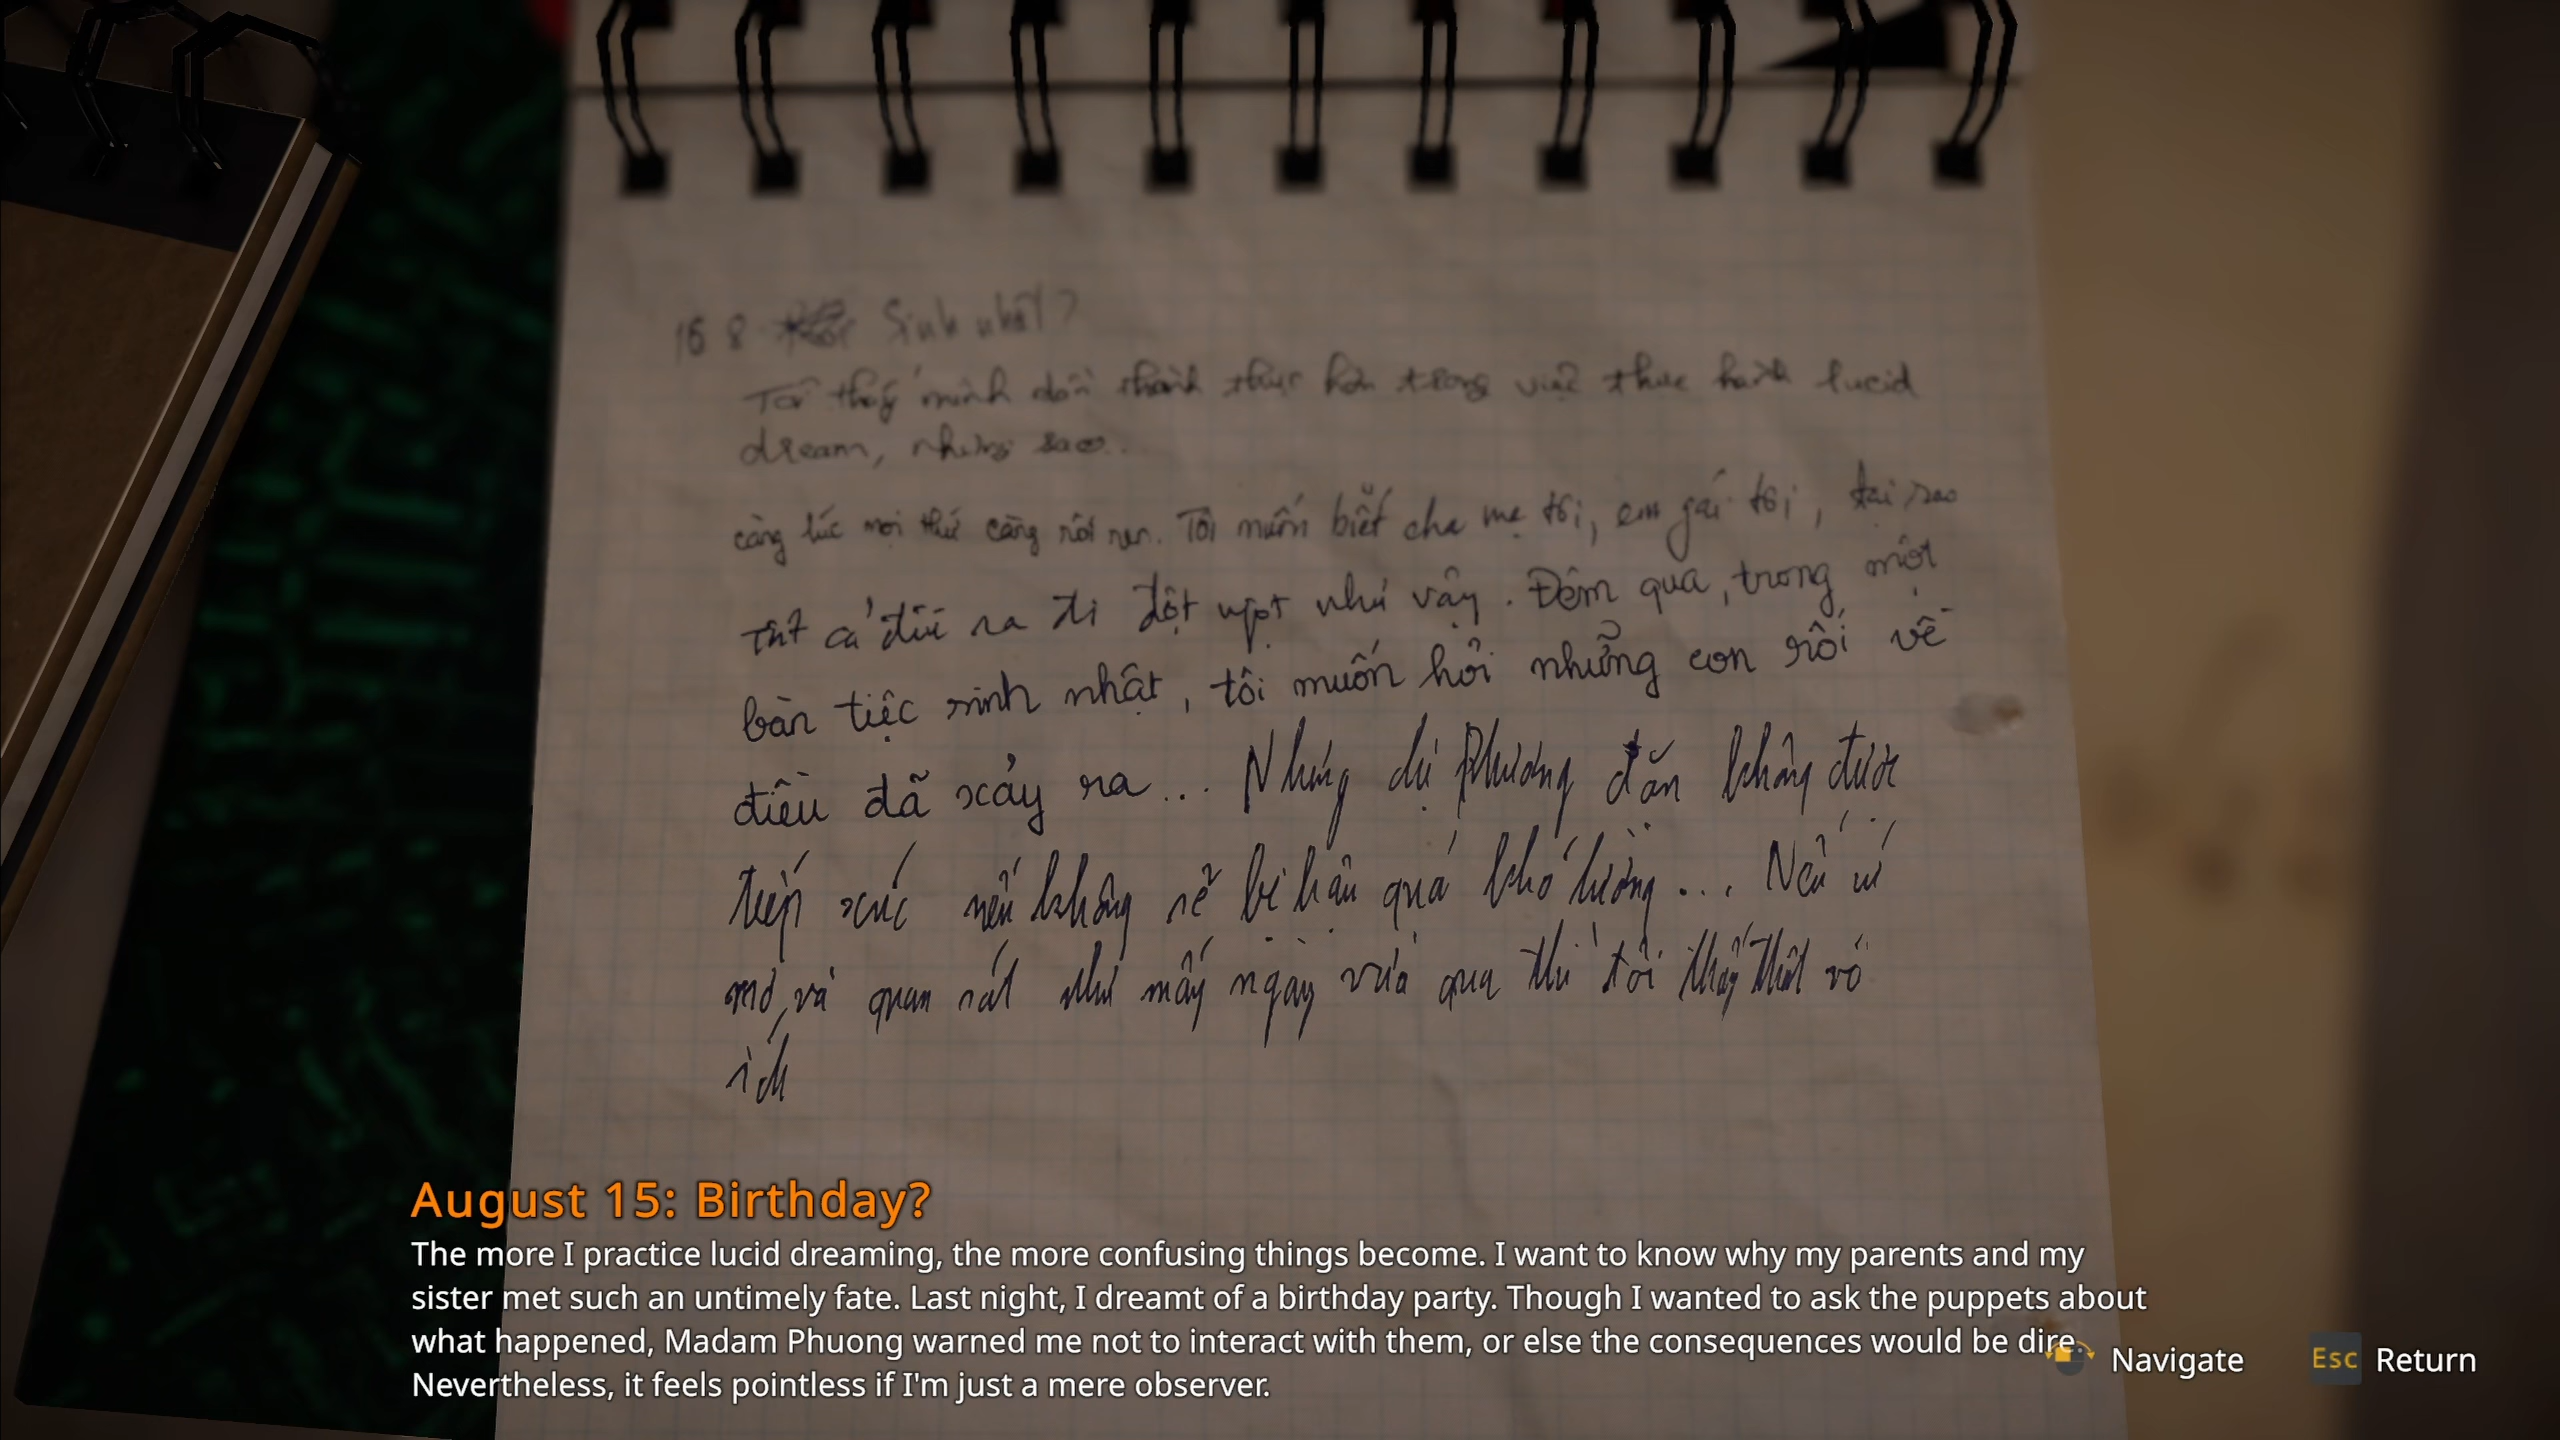 15 8 Sinh nhật?
Tôi thấy mình dần thành thục hơn trong việc thực hành lucid
dream, nhưng sao..
càng lúc mọi thứ càng rối ren. Tôi muốn biết cha mẹ tôi, em gái tôi, tại sao
tất cả đều ra đi đột ngột như vậy. Đêm qua, trong một
bàn tiệc sinh nhật, tôi muốn hỏi những con rối về
điều đã xảy ra... Nhưng dì Phương dặn không được
tiếp xúc nếu không sẽ bị hậu quả khó lường... Nếu cứ
mơ và quan sát như mấy ngày vừa qua thì tôi thấy thật vô
ích
August 15: Birthday?
The more I practice lucid dreaming, the more confusing things become. I want to know why my parents and my
sister met such an untimely fate. Last night, I dreamt of a birthday party. Though I wanted to ask the puppets about
what happened, Madam Phuong warned me not to interact with them, or else the consequences would be dire.
Nevertheless, it feels pointless if I'm just a mere observer.
Navigate
Esc Return